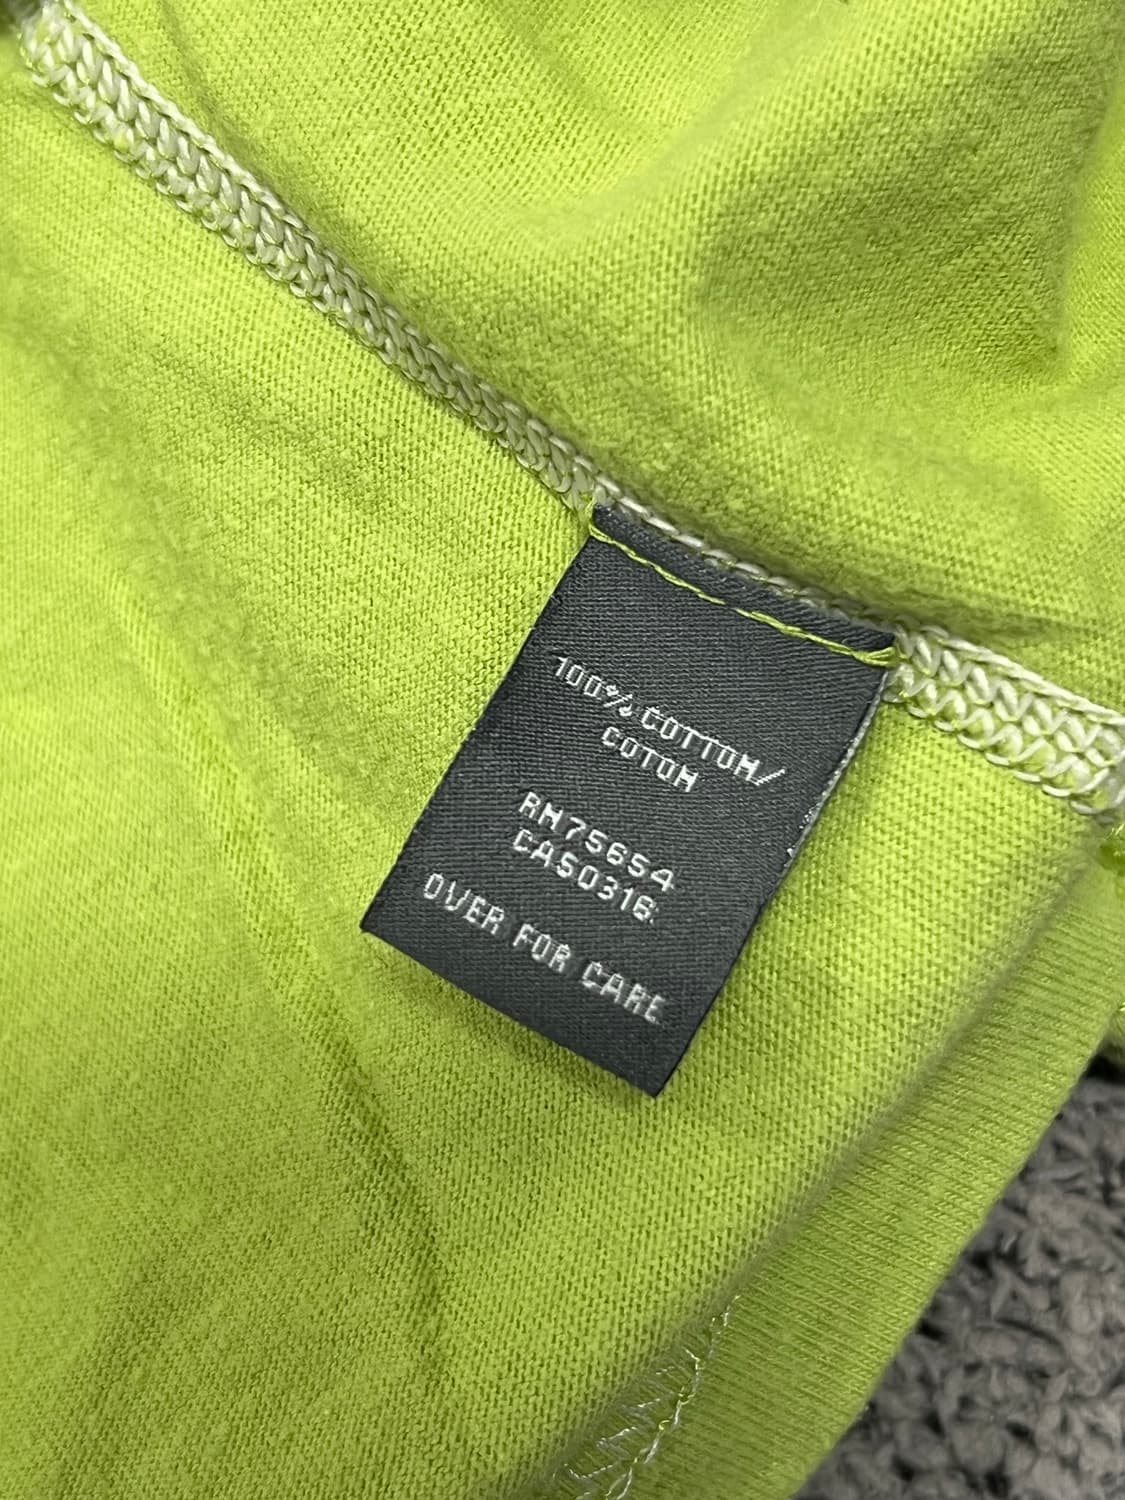 100% COTTON/
COTON
RN75654
CA50316
OVER FOR CARE